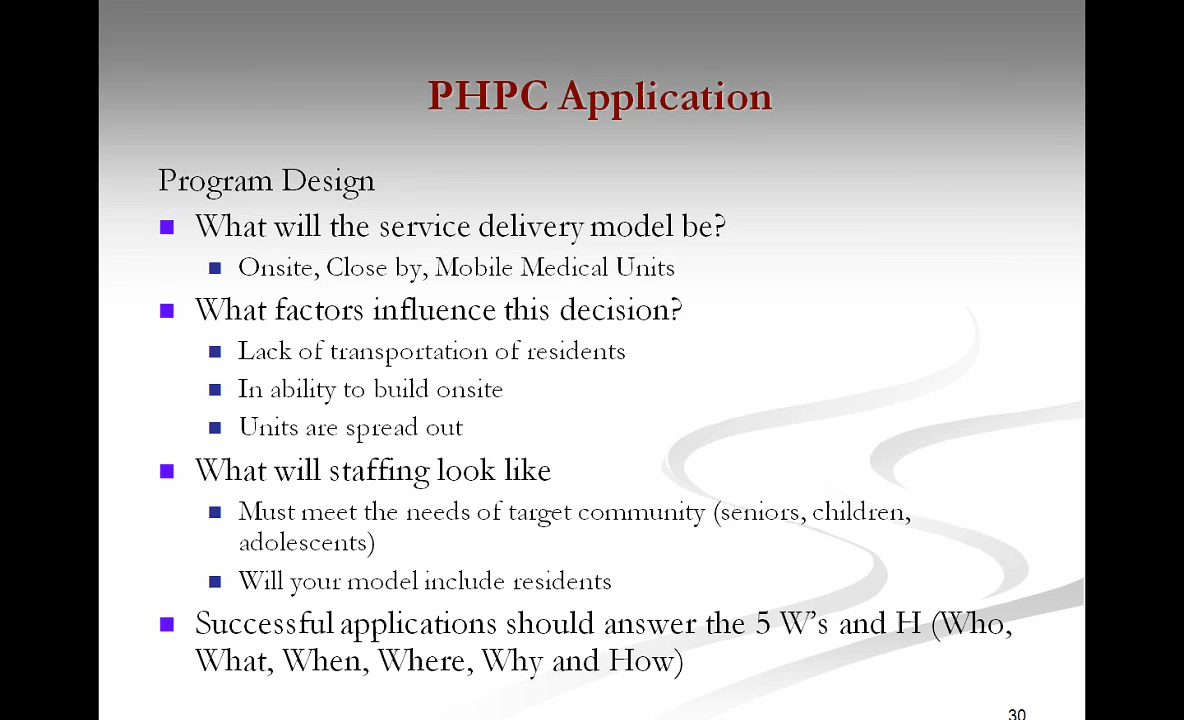 PHPC Application
Program Design
What will the service delivery model be?
Onsite, Close by, Mobile Medical Units
What factors influence this decision?
Lack of transportation of residents
In ability to build onsite
Units are spread out
What will staffing look like
Must meet the needs of target community (seniors, children,
adolescents)
Will your model include residents
Successful applications should answer the 5 W's and H (Who,
What, When, Where, Why and How)
30